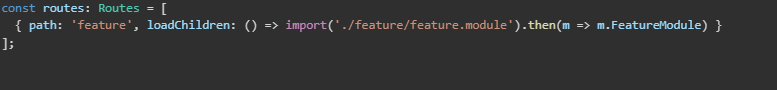 const routes: Routes = [
  { path: 'feature', loadChildren: () => import('./feature/feature.module').then(m => m.FeatureModule) }
];